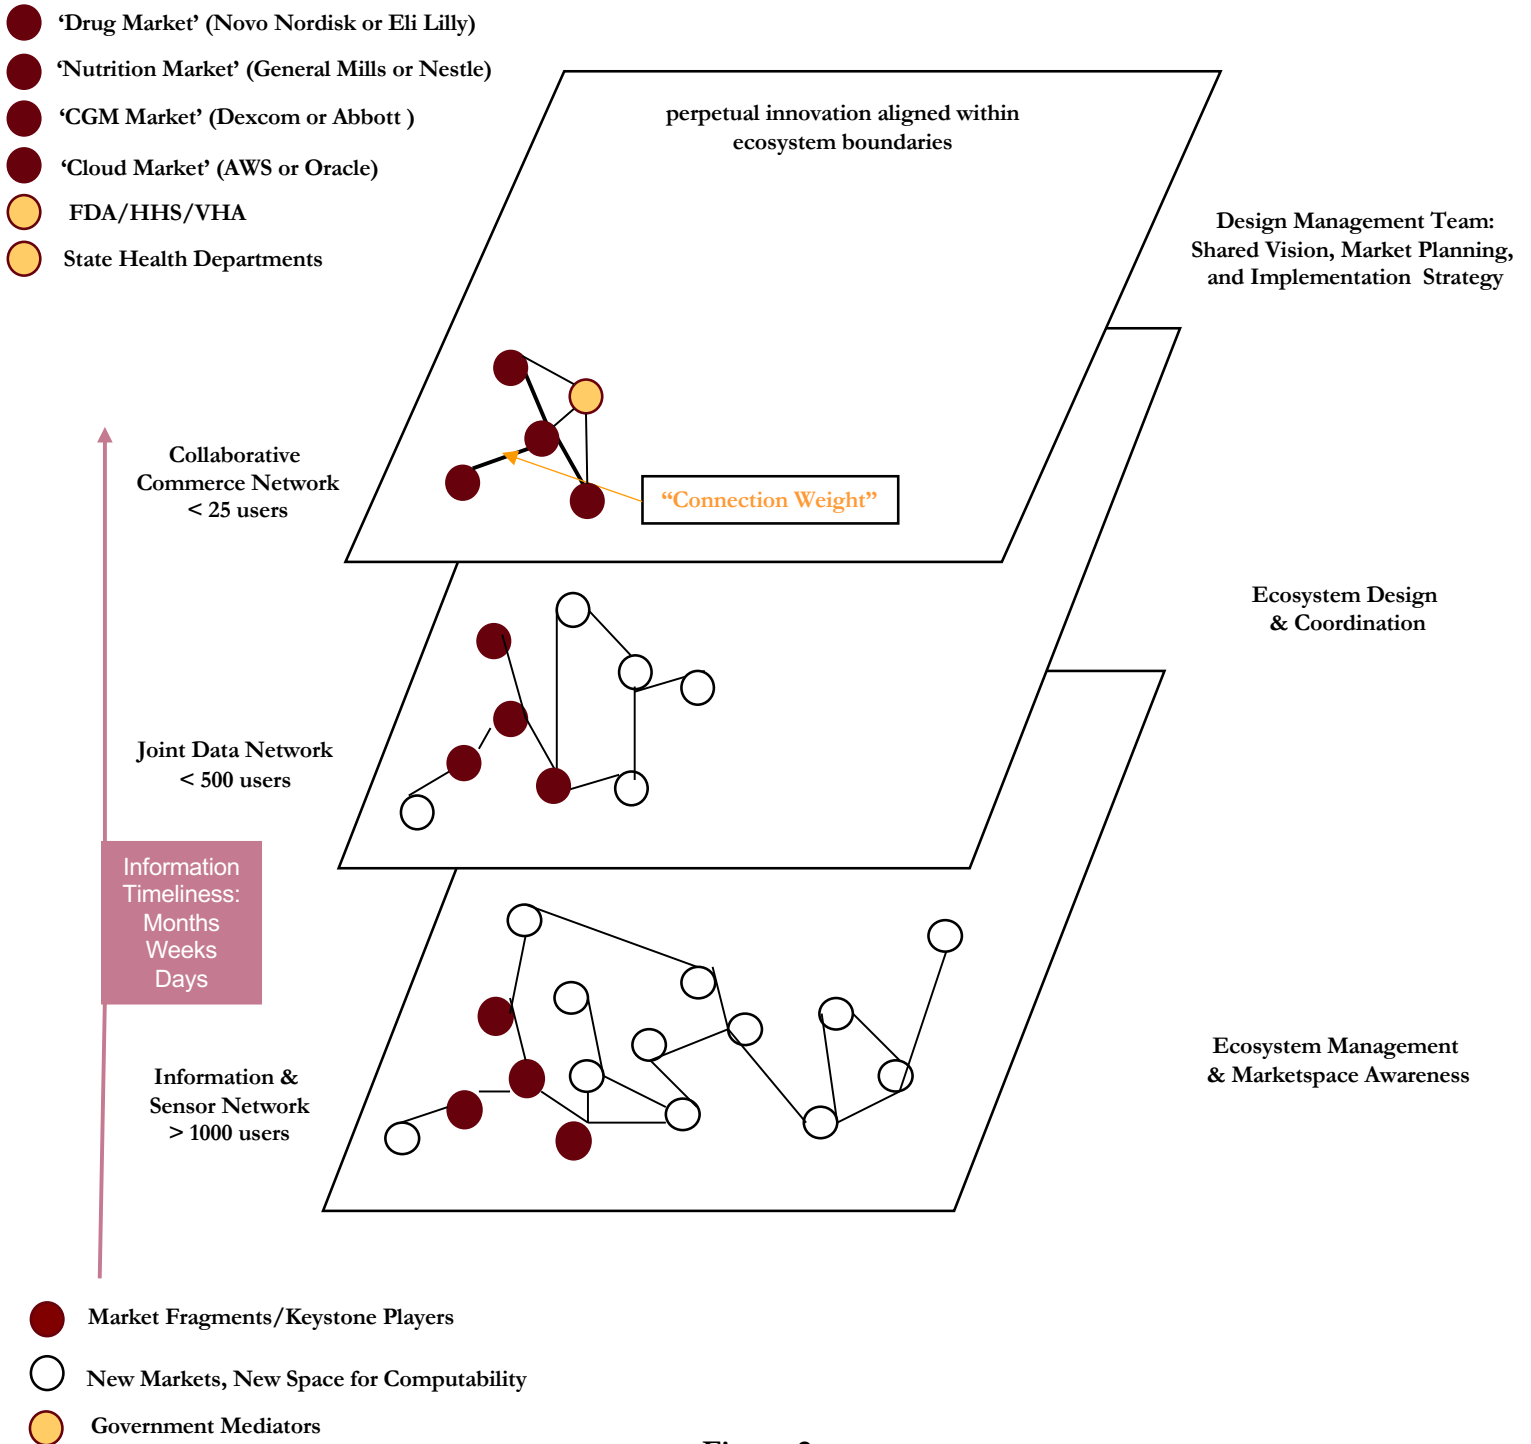 ‘Drug Market’ (Novo Nordisk or Eli Lilly)
‘Nutrition Market’ (General Mills or Nestle)
‘CGM Market’ (Dexcom or Abbott )
‘Cloud Market’ (AWS or Oracle)
FDA/HHS/VHA
State Health Departments
perpetual innovation aligned within
ecosystem boundaries
Design Management Team:
Shared Vision, Market Planning,
and Implementation Strategy
Collaborative
Commerce Network
< 25 users
“Connection Weight”
Ecosystem Design
& Coordination
Joint Data Network
< 500 users
Information
Timeliness:
Months
Weeks
Days
Information &
Sensor Network
> 1000 users
Ecosystem Management
& Marketspace Awareness
Market Fragments/Keystone Players
New Markets, New Space for Computability
Government Mediators